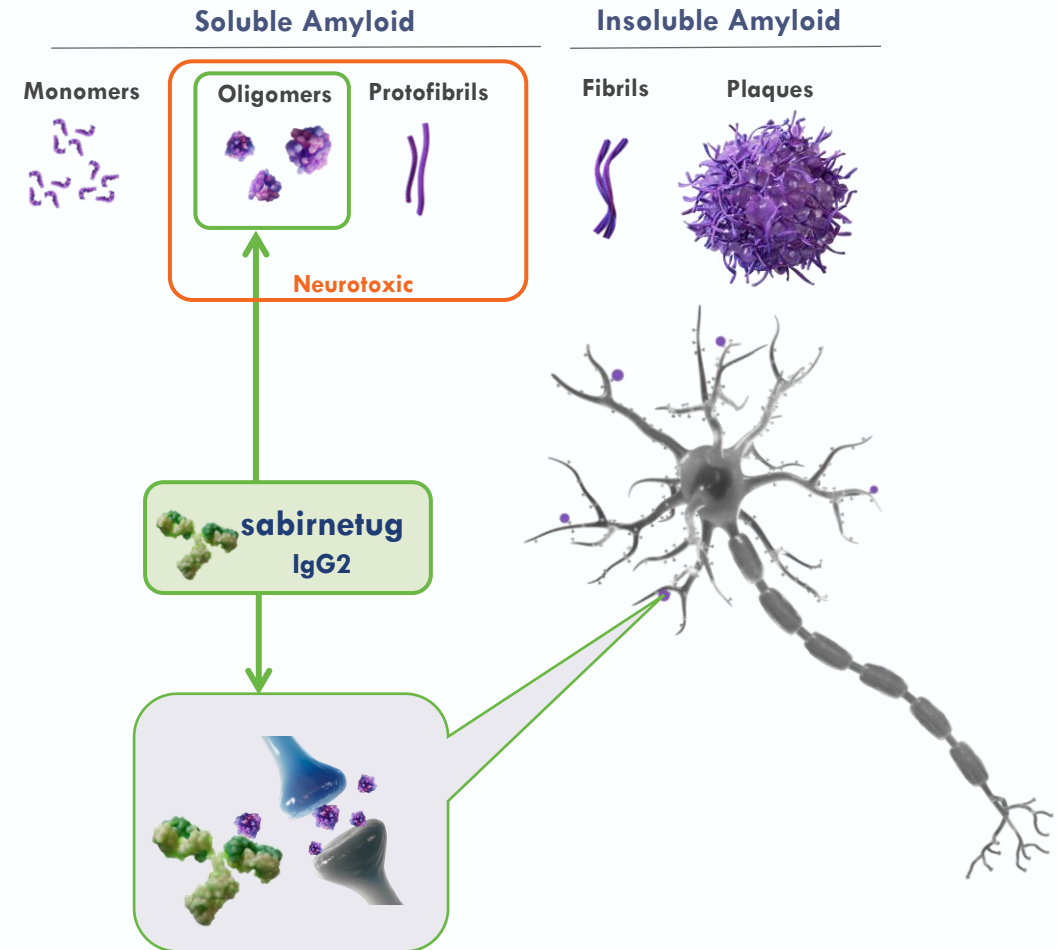 Soluble Amyloid
Insoluble Amyloid
Monomers
Oligomers
Protofibrils
Fibrils
Plaques
Neurotoxic
sabirnetug
IgG2